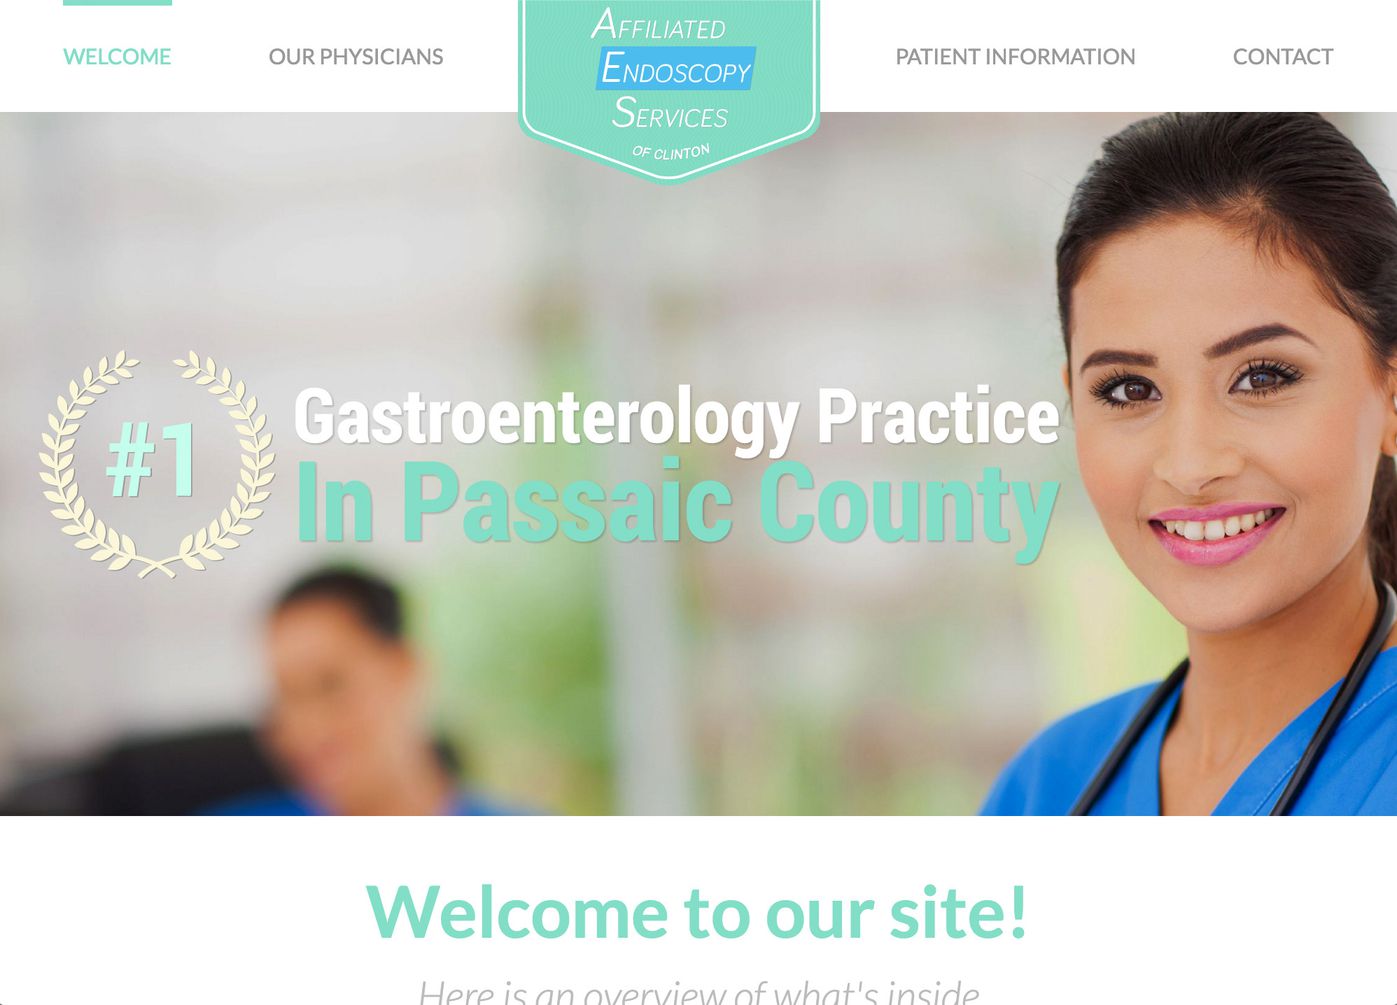 WELCOME
OUR PHYSICIANS
AFFILIATED
ENDOSCOPY
SERVICES
OF CLINTON
PATIENT INFORMATION
CONTACT
#1
Gastroenterology Practice
In Passaic County
Welcome to our site!
Here is an overview of what's inside